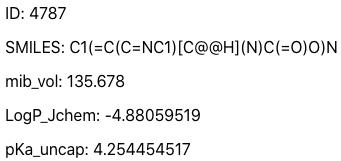 ID: 4787
SMILES: C1(=C(C=NC1)[C@@H](N)C(=O)O)N
mib_vol: 135.678
LogP_Jchem: -4.88059519
pKa_uncap: 4.254454517